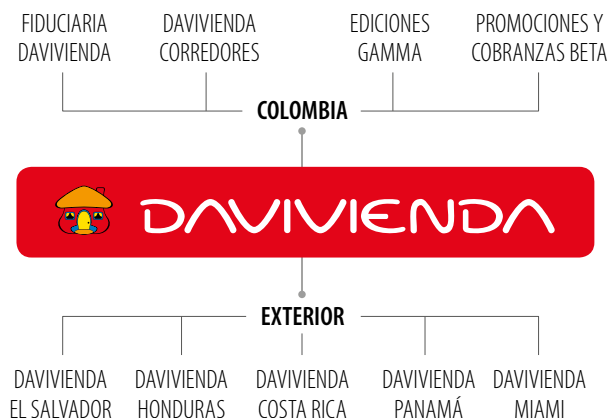 FIDUCIARIA
DAVIVIENDA
DAVIVIENDA
CORREDORES
EDICIONES
GAMMA
PROMOCIONES Y
COBRANZAS BETA
COLOMBIA
DAVIVIENDA
EXTERIOR
DAVIVIENDA
EL SALVADOR
DAVIVIENDA
HONDURAS
DAVIVIENDA
COSTA RICA
DAVIVIENDA
PANAMÁ
DAVIVIENDA
MIAMI